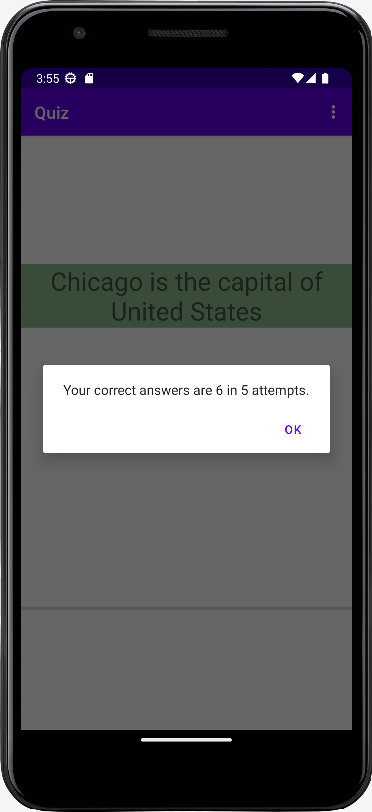 3:55
Quiz
Chicago is the capital of
United States
Your correct answers are 6 in 5 attempts.
OK